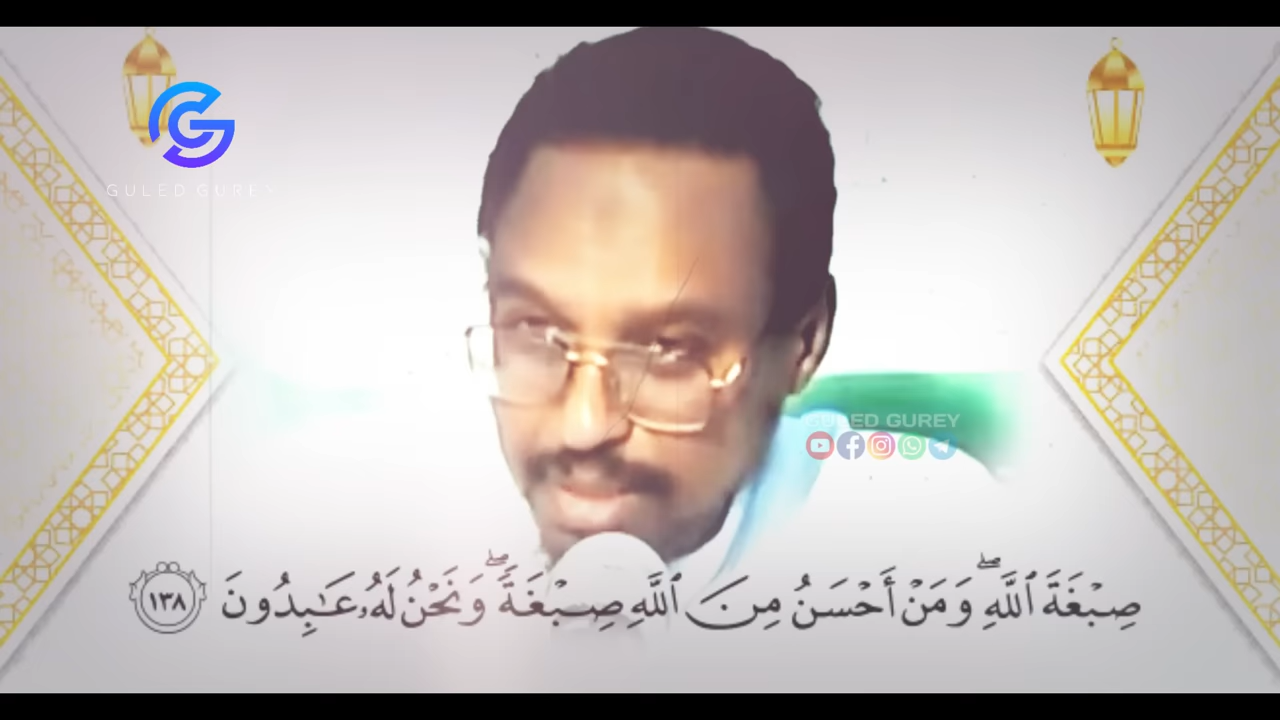 GULED GUREY
GULED GUREY
صِبْغَةَ ٱللَّهِ ۖ وَمَنْ أَحْسَنُ مِنَ ٱللَّهِ صِبْغَةً ۖ وَنَحْنُ لَهُۥ عَٰبِدُونَ ١٣٨